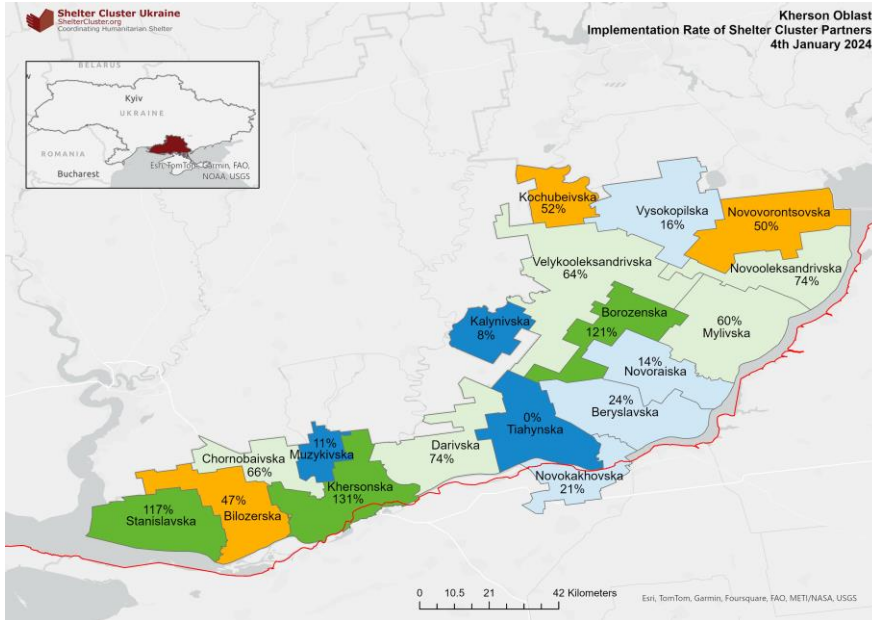 Shelter Cluster Ukraine
ShelterCluster.org
Coordinating Humanitarian Shelter
Kherson Oblast
Implementation Rate of Shelter Cluster Partners
4th January 2024
BELARUS
Kyiv
UKRAINE
ROMANIA
Bucharest
Esri, TomTom, Garmin, FAO,
NOAA, USGS
Kochubeivska
52%
Vysokopilska
16%
Novovorontsovska
50%
Velykooleksandrivska
64%
Novooleksandrivska
74%
Kalynivska
8%
Borozenska
121%
60%
Mylivska
14%
Novoraiska
24%
Beryslavska
0%
Tiahynska
Darivska
74%
Novokakhovska
21%
11%
Muzykivska
Chornobaivska
66%
Khersonska
131%
47%
Bilozerska
117%
Stanislavska
0 10.5 21 42 Kilometers
Esri, TomTom, Garmin, Foursquare, FAO, METI/NASA, USGS